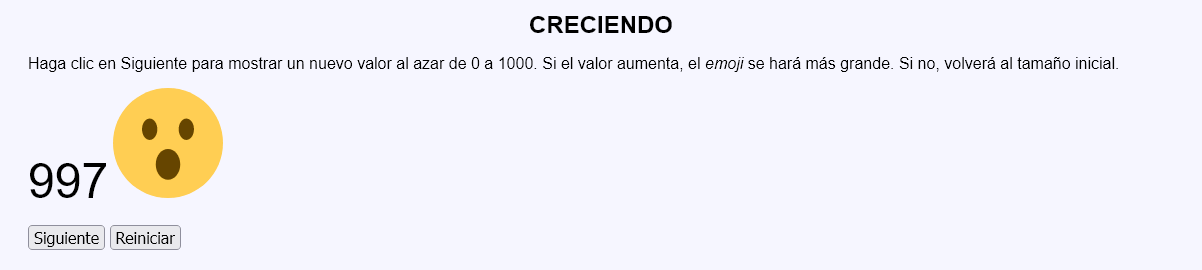 CRECIENDO
Haga clic en Siguiente para mostrar un nuevo valor al azar de 0 a 1000. Si el valor aumenta, el emoji se hará más grande. Si no, volverá al tamaño inicial.
997
Siguiente Reiniciar